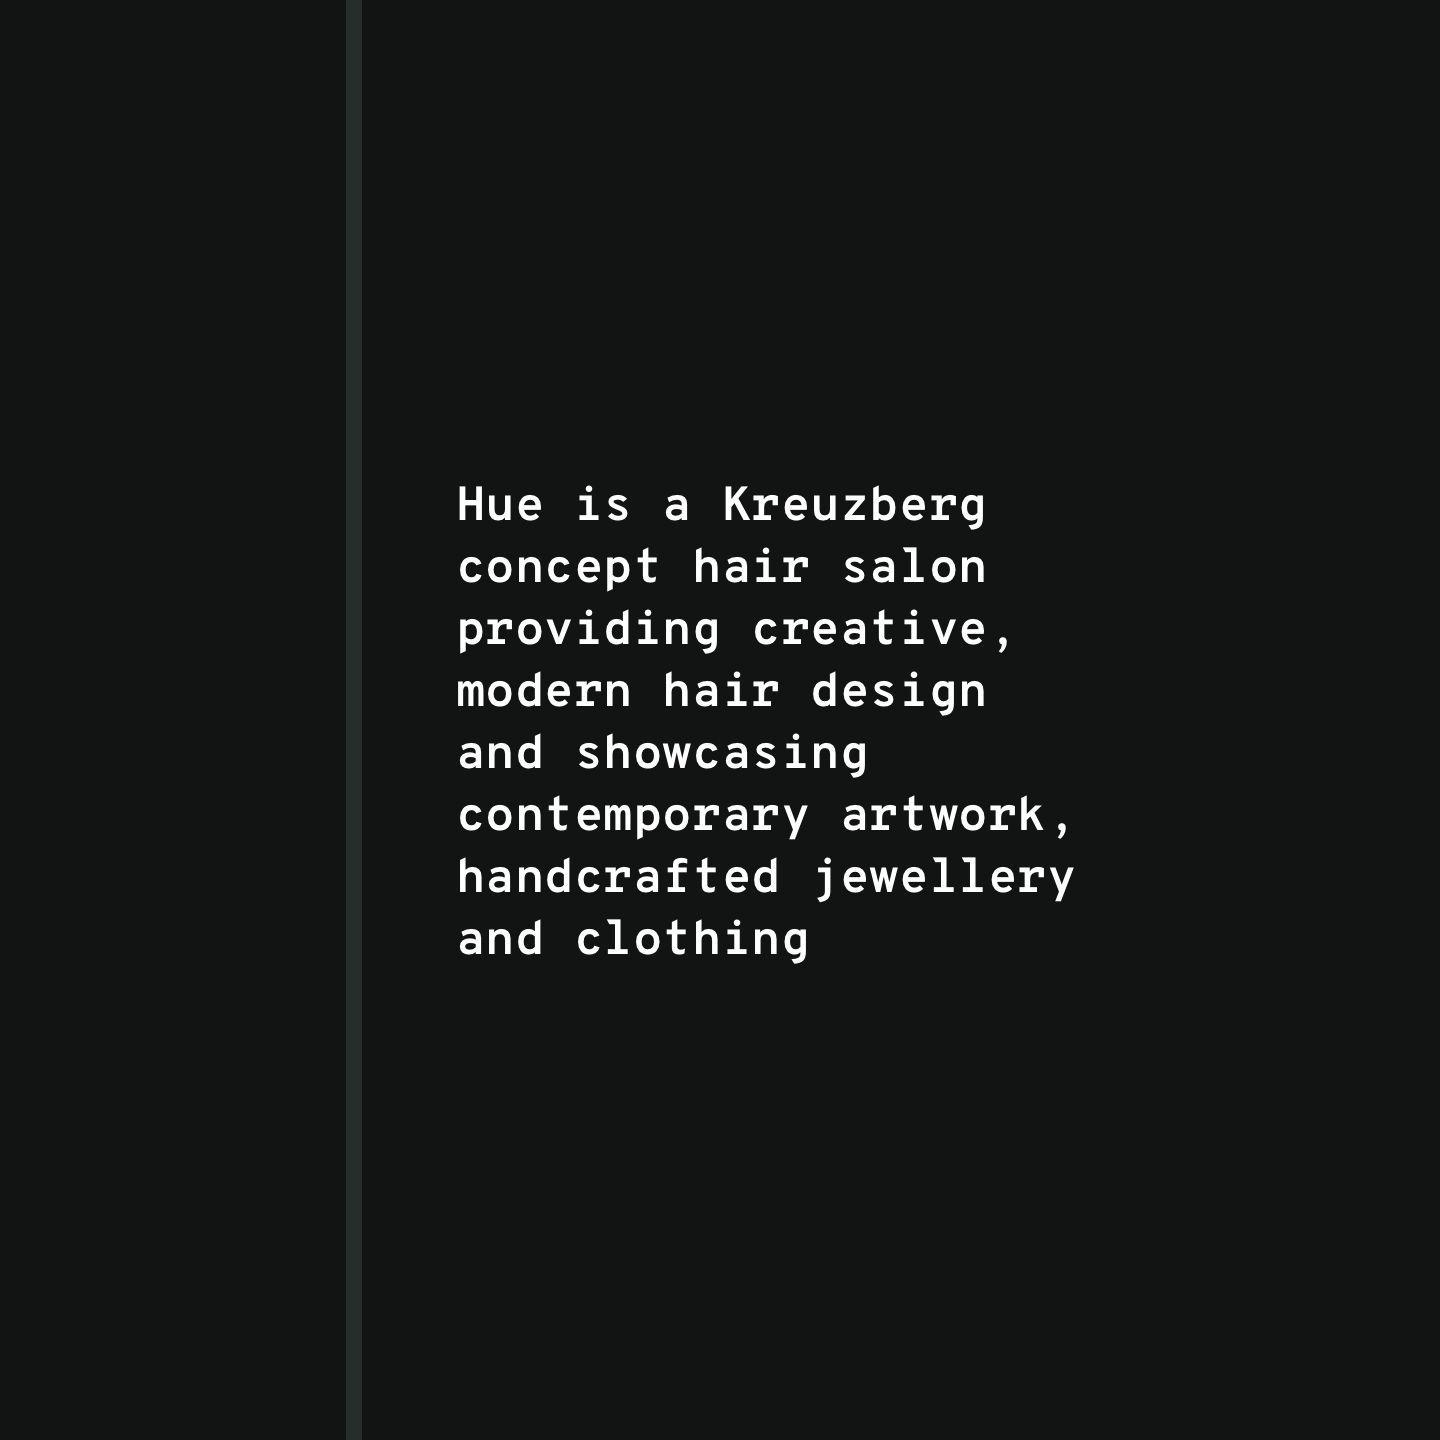 Hue is a Kreuzberg
concept hair salon
providing creative,
modern hair design
and showcasing
contemporary artwork,
handcrafted jewellery
and clothing